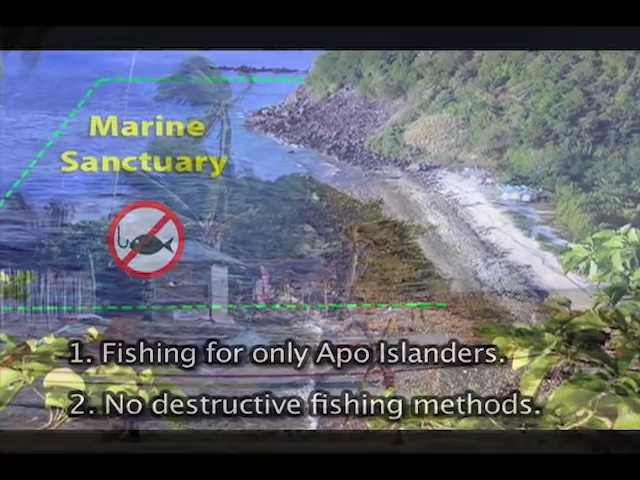 Marine
Sanctuary
1. Fishing for only Apo Islanders.
2. No destructive fishing methods.